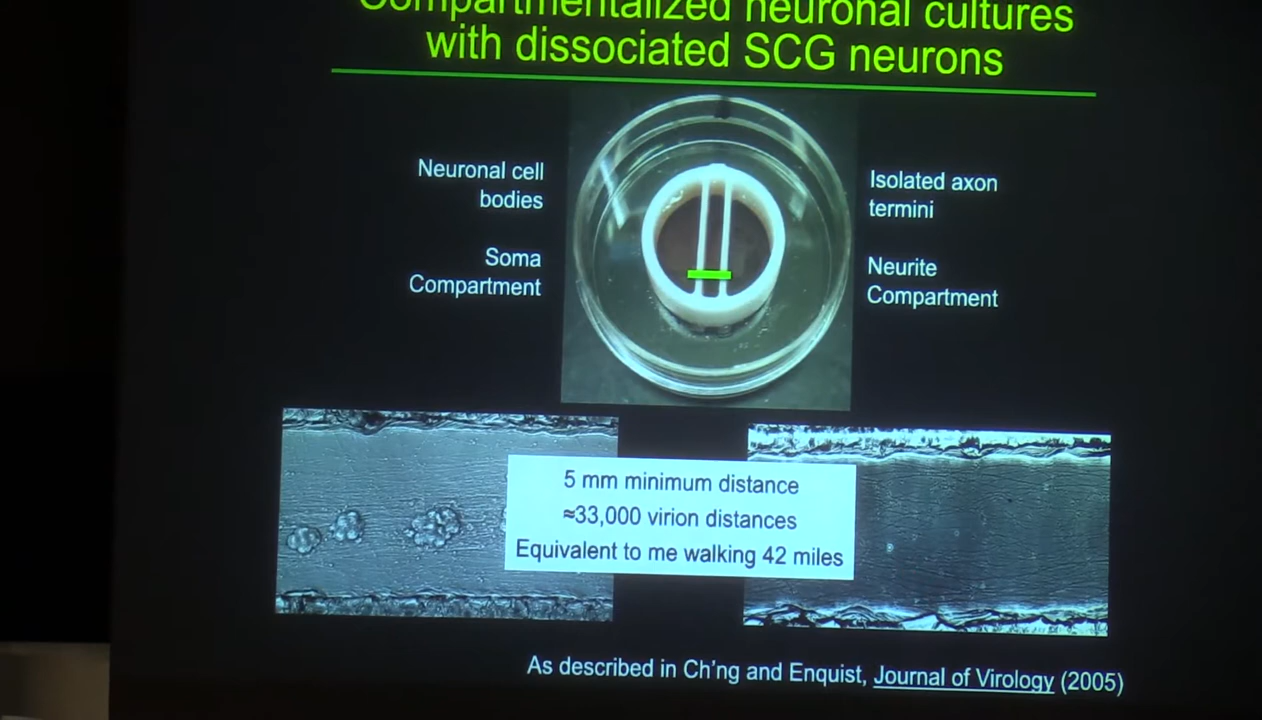 Compartmentalized neuronal cultures
with dissociated SCG neurons
Neuronal cell
bodies
Soma
Compartment
Isolated axon
termini
Neurite
Compartment
5 mm minimum distance
≈33,000 virion distances
Equivalent to me walking 42 miles
As described in Ch'ng and Enquist, Journal of Virology (2005)